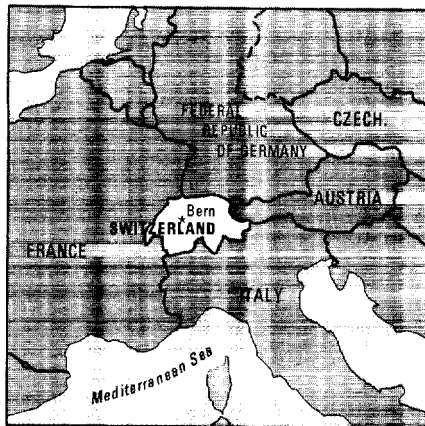 FEDERAL
REPUBLIC
OF GERMANY
CZECH.
AUSTRIA
Bern
SWITZERLAND
FRANCE
ITALY
Mediterranean Sea